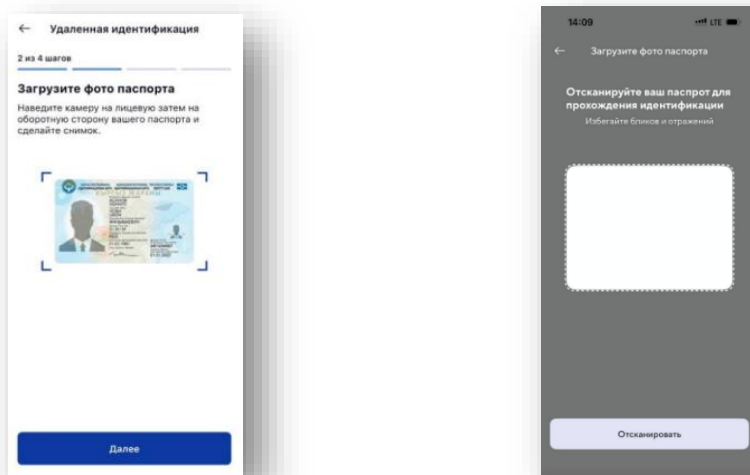 Удаленная идентификация
2 из 4 шагов
Загрузите фото паспорта
Наведите камеру на лицевую затем на
оборотную сторону вашего паспорта и
сделайте снимок.
Далее
14:09
LTE
Загрузите фото паспорта
Отсканируйте ваш паспрот для
прохождения идентификации
Избегайте бликов и отражений
Отсканировать